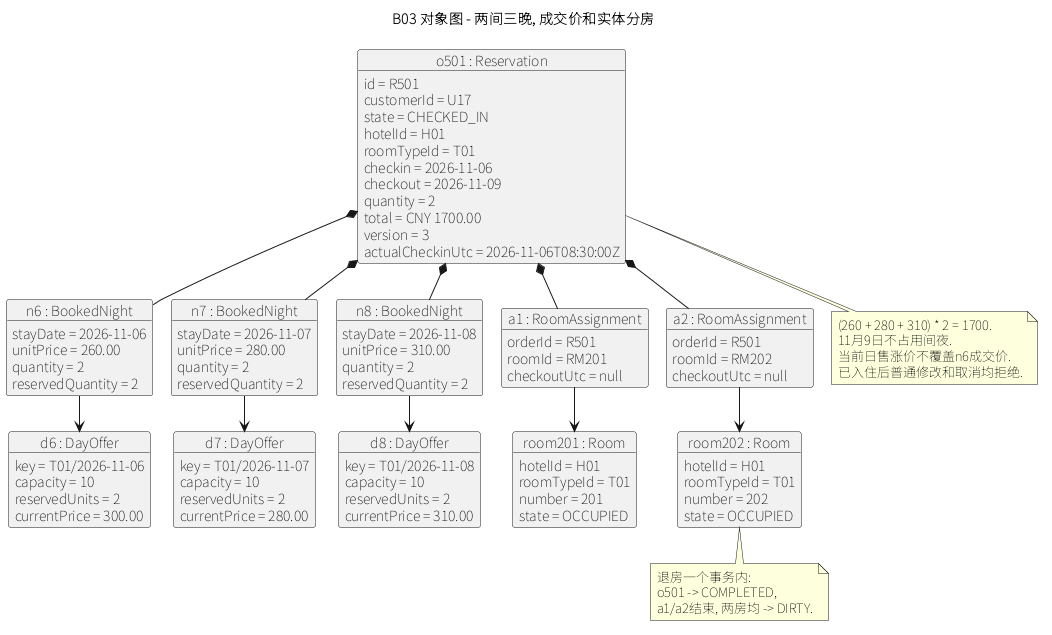 B03 对象图 - 两间三晚, 成交价和实体分房
o501 : Reservation
id = R501
customerId = U17
state = CHECKED_IN
hotelId = H01
roomTypeId = T01
checkin = 2026-11-06
checkout = 2026-11-09
quantity = 2
total = CNY 1700.00
version = 3
actualCheckinUtc = 2026-11-06T08:30:00Z
n6 : BookedNight
stayDate = 2026-11-06
unitPrice = 260.00
quantity = 2
reservedQuantity = 2
n7 : BookedNight
stayDate = 2026-11-07
unitPrice = 280.00
quantity = 2
reservedQuantity = 2
n8 : BookedNight
stayDate = 2026-11-08
unitPrice = 310.00
quantity = 2
reservedQuantity = 2
a1 : RoomAssignment
orderId = R501
roomId = RM201
checkoutUtc = null
a2 : RoomAssignment
orderId = R501
roomId = RM202
checkoutUtc = null
(260 + 280 + 310) * 2 = 1700.
11月9日不占用间夜.
当前日售涨价不覆盖n6成交价.
已入住后普通修改和取消均拒绝.
d6 : DayOffer
key = T01/2026-11-06
capacity = 10
reservedUnits = 2
currentPrice = 300.00
d7 : DayOffer
key = T01/2026-11-07
capacity = 10
reservedUnits = 2
currentPrice = 280.00
d8 : DayOffer
key = T01/2026-11-08
capacity = 10
reservedUnits = 2
currentPrice = 310.00
room201 : Room
hotelId = H01
roomTypeId = T01
number = 201
state = OCCUPIED
room202 : Room
hotelId = H01
roomTypeId = T01
number = 202
state = OCCUPIED
退房一个事务内:
o501 -> COMPLETED,
a1/a2结束, 两房均 -> DIRTY.